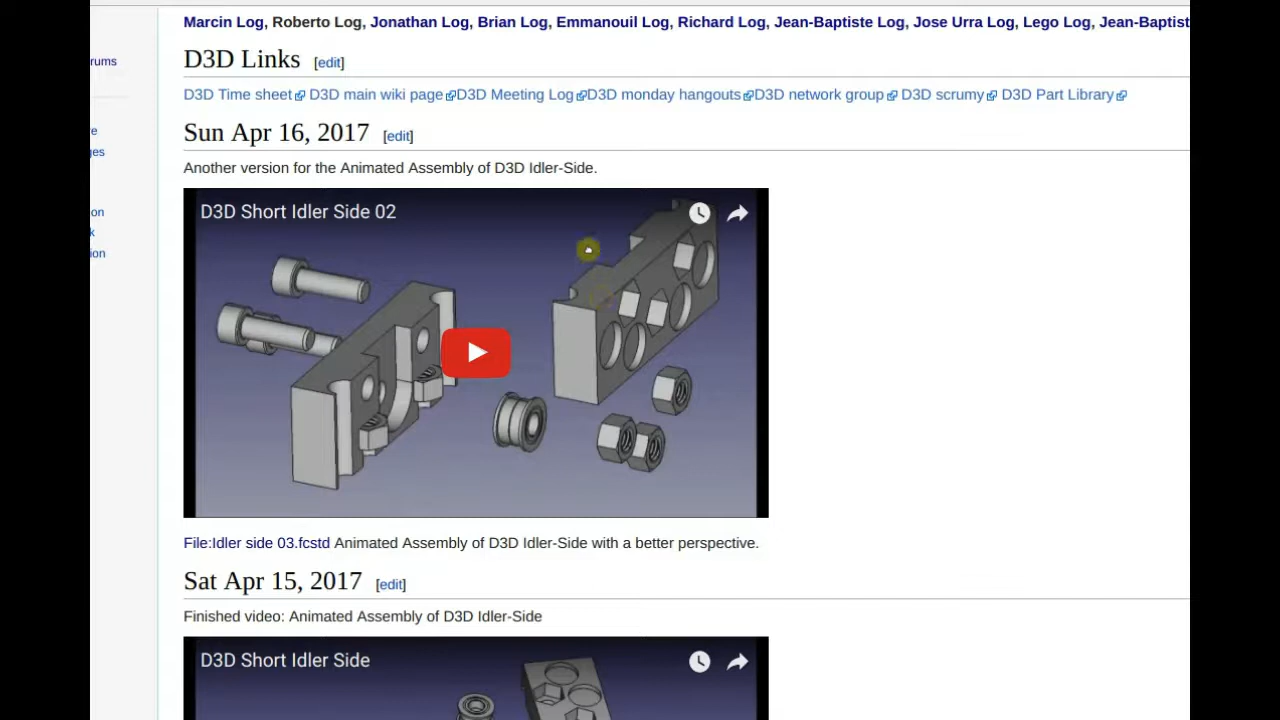 Marcin Log, Roberto Log, Jonathan Log, Brian Log, Emmanouil Log, Richard Log, Jean-Baptiste Log, Jose Urra Log, Lego Log, Jean-Baptist
D3D Links [edit]
rums
D3D Time sheet D3D main wiki page D3D Meeting Log D3D monday hangouts D3D network group D3D scrumy D3D Part Library
Sun Apr 16, 2017 [edit]
e
ges
Another version for the Animated Assembly of D3D Idler-Side.
D3D Short Idler Side 02
on
k
ion
File:Idler side 03.fcstd Animated Assembly of D3D Idler-Side with a better perspective.
Sat Apr 15, 2017 [edit]
Finished video: Animated Assembly of D3D Idler-Side
D3D Short Idler Side